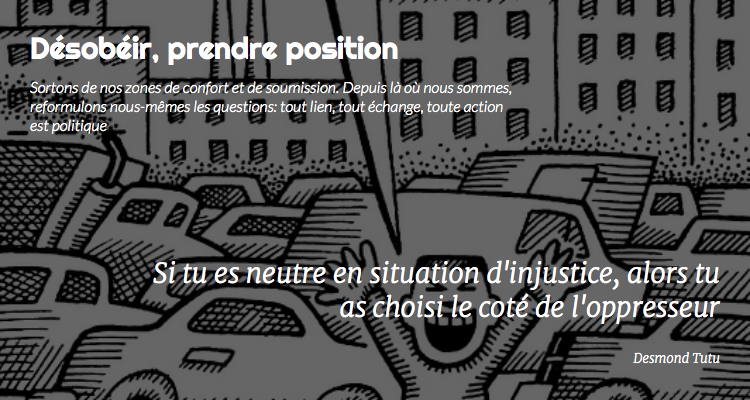 Désobéir, prendre position
Sortons de nos zones de confort et de soumission. Depuis là où nous sommes,
reformulons nous-mêmes les questions: tout lien, tout échange, toute action
est politique
Si tu es neutre en situation d'injustice, alors tu
as choisi le coté de l'oppresseur
Desmond Tutu